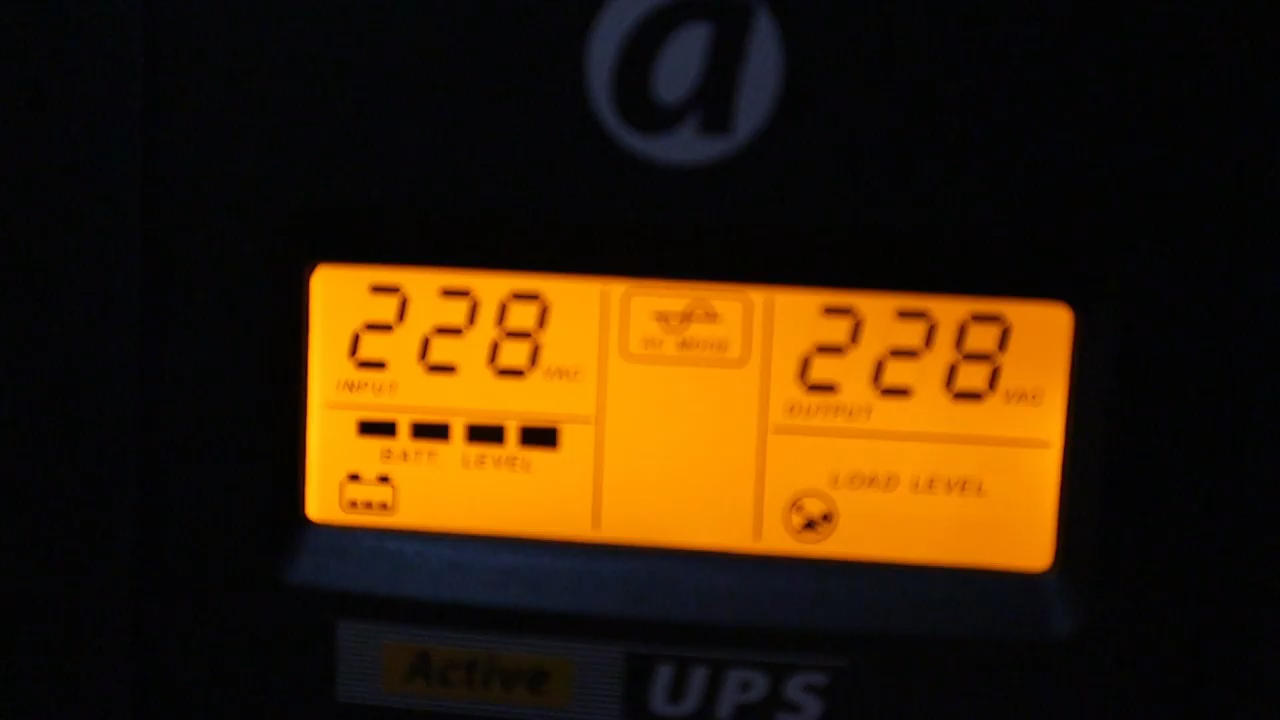 a
228 VAC
INPUT
BATT. LEVEL
228 VAC
OUTPUT
LOAD LEVEL
Active UPS